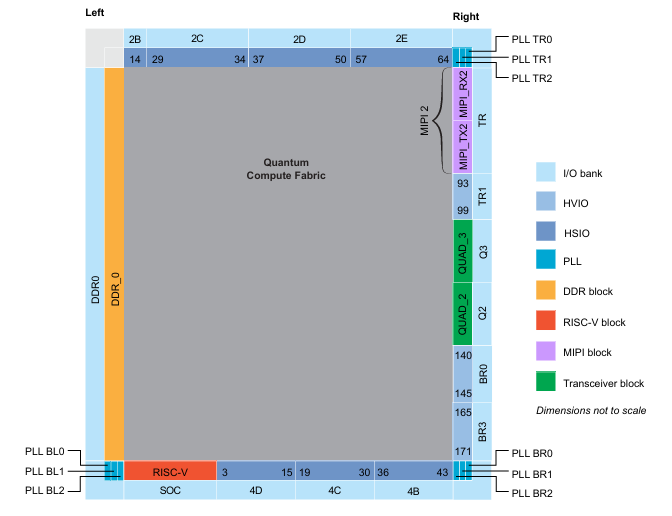 Left
Right
2B
2C
2D
2E
PLL TR0
PLL TR1
PLL TR2
14
29
34
37
50
57
64
MIPI 2
MIPI_RX2
MIPI_TX2
TR
Quantum
Compute Fabric
93
99
TR1
QUAD_3
Q3
QUAD_2
Q2
140
145
BR0
165
171
BR3
DDR0
DDR_0
I/O bank
HVIO
HSIO
PLL
DDR block
RISC-V block
MIPI block
Transceiver block
Dimensions not to scale
PLL BL0
PLL BL1
PLL BL2
RISC-V
3
15
19
30
36
43
SOC
4D
4C
4B
PLL BR0
PLL BR1
PLL BR2